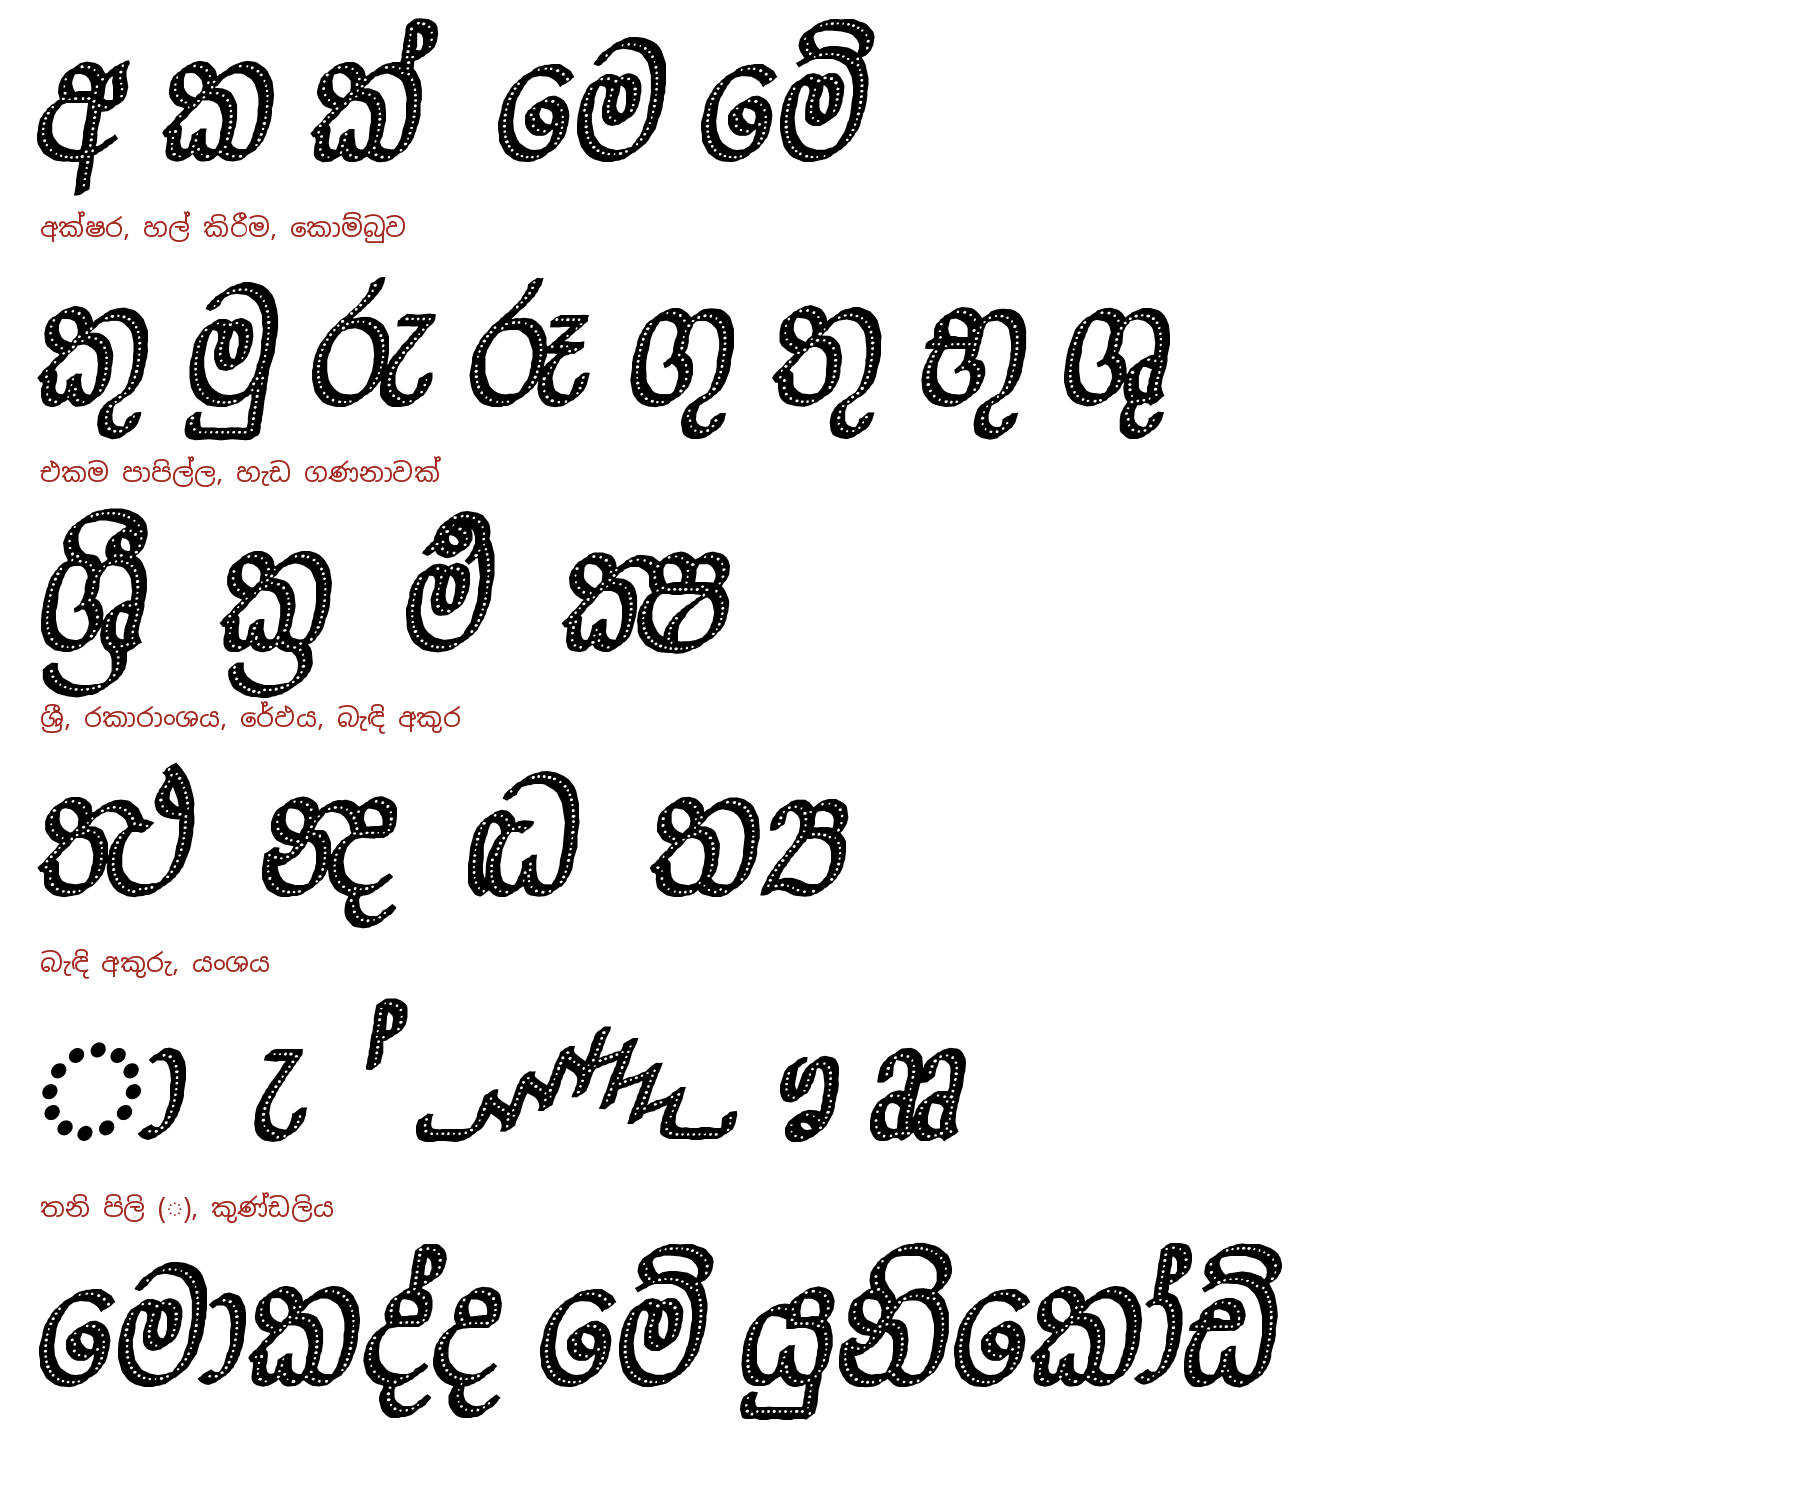 අ ක ක් මෙ මේ
අක්ෂර, හල් කිරීම, කොම්බුව
කු මු රු රූ ගු තු භු ශු
එකම පාපිල්ල, හැඩ ගණනාවක්
ශ්‍රී ක්‍ර ර්‍ම ක්‍ෂ
ශ්‍රී, රකාරාංශය, රේඵය, බැඳි අකුර
ත්‍ථ න්‍ද ද්‍ධ ත්‍ය
බැඳි අකුරු, යංශය
◌ා ෴
තනි පිලි (◌), කුණ්ඩලිය
මොකද්ද මේ යුනිකෝඩ්